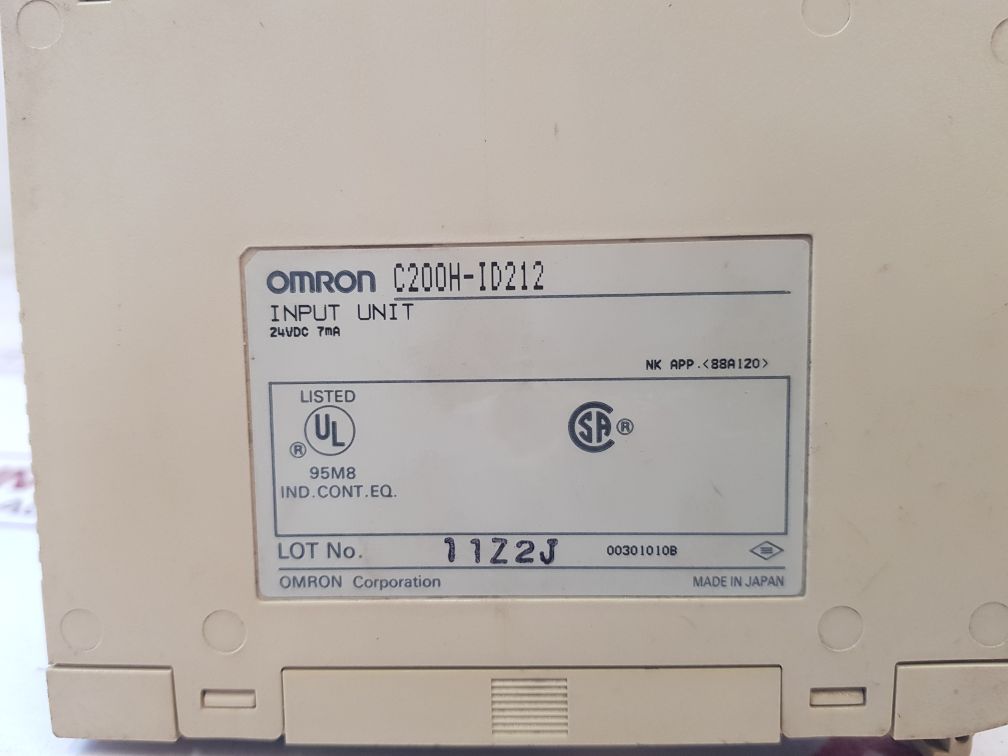 OMRON C200H-ID212
INPUT UNIT
24VDC 7mA
NK APP.<88A120>
LISTED
UL
®
95M8
IND.CONT.EQ.
SA ®
LOT No. 11Z2J 00301010B
OMRON Corporation MADE IN JAPAN